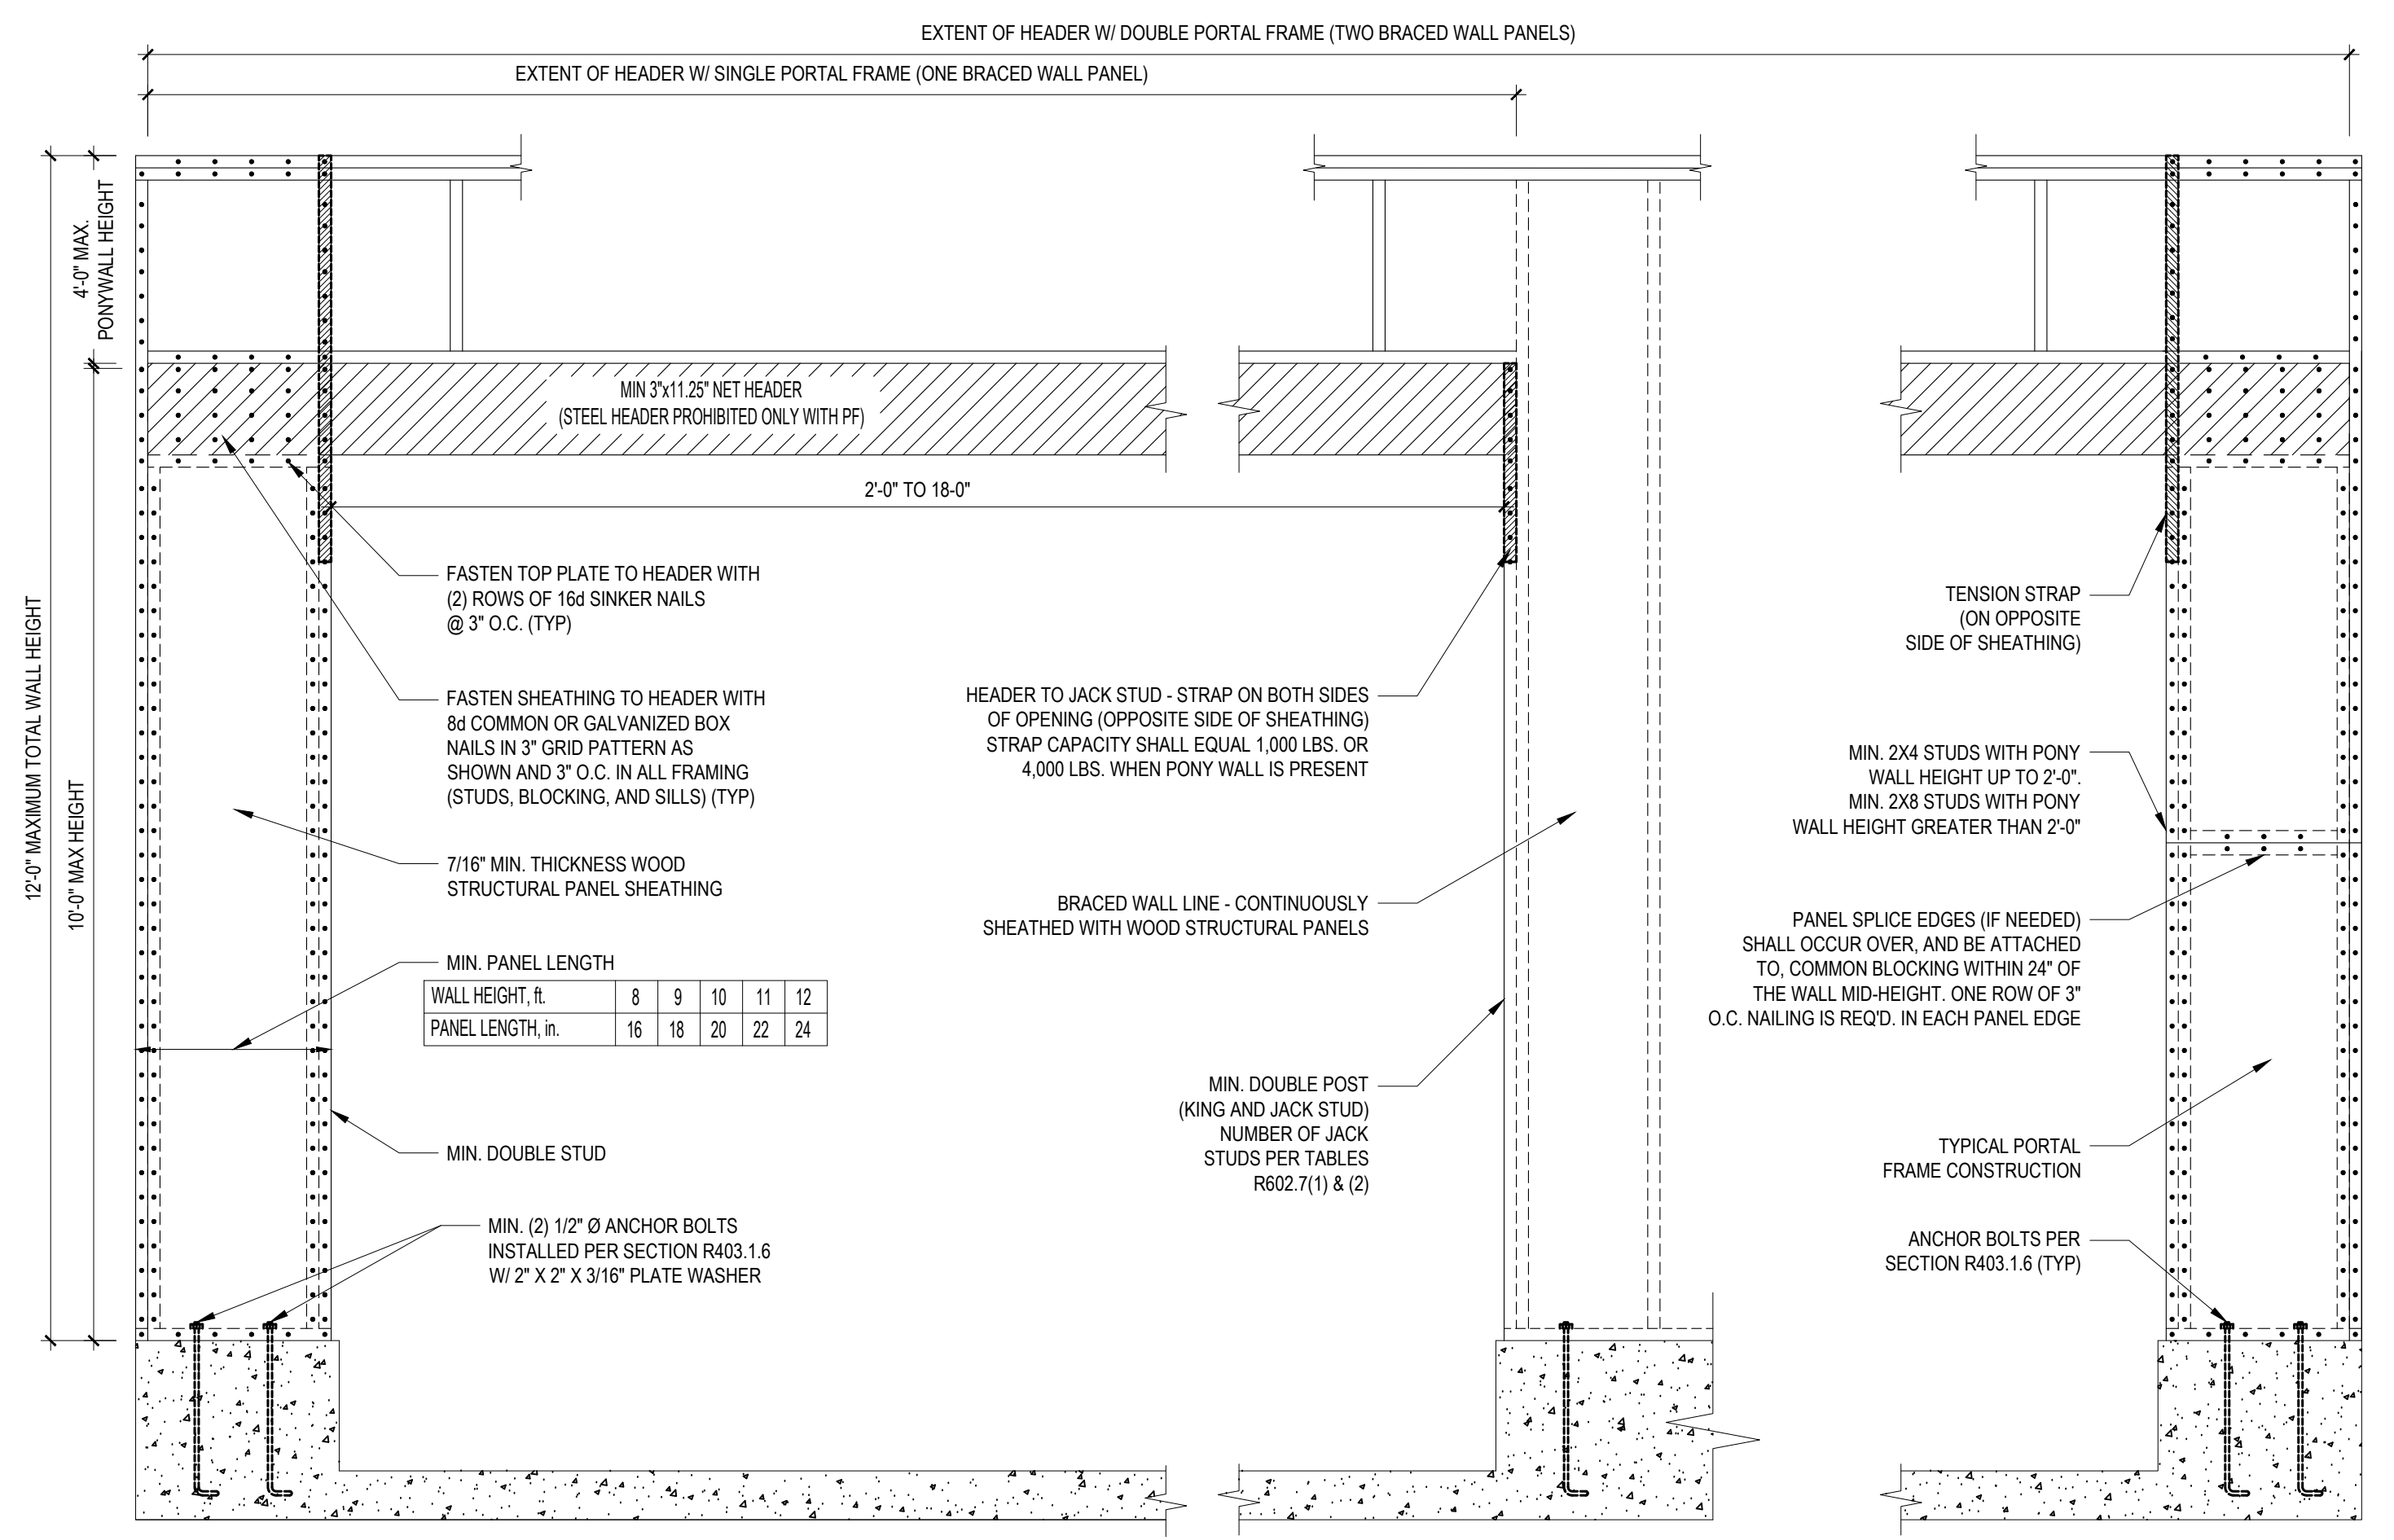 EXTENT OF HEADER W/ DOUBLE PORTAL FRAME (TWO BRACED WALL PANELS)
EXTENT OF HEADER W/ SINGLE PORTAL FRAME (ONE BRACED WALL PANEL)
4'-0" MAX.
PONYWALL HEIGHT
12'-0" MAXIMUM TOTAL WALL HEIGHT
10'-0" MAX HEIGHT
MIN 3"x11.25" NET HEADER
(STEEL HEADER PROHIBITED ONLY WITH PF)
2'-0" TO 18-0"
FASTEN TOP PLATE TO HEADER WITH
(2) ROWS OF 16d SINKER NAILS
@ 3" O.C. (TYP)
FASTEN SHEATHING TO HEADER WITH
8d COMMON OR GALVANIZED BOX
NAILS IN 3" GRID PATTERN AS
SHOWN AND 3" O.C. IN ALL FRAMING
(STUDS, BLOCKING, AND SILLS) (TYP)
7/16" MIN. THICKNESS WOOD
STRUCTURAL PANEL SHEATHING
MIN. PANEL LENGTH
WALL HEIGHT, ft. 8 9 10 11 12
PANEL LENGTH, in. 16 18 20 22 24
MIN. DOUBLE STUD
MIN. (2) 1/2" Ø ANCHOR BOLTS
INSTALLED PER SECTION R403.1.6
W/ 2" X 2" X 3/16" PLATE WASHER
HEADER TO JACK STUD - STRAP ON BOTH SIDES
OF OPENING (OPPOSITE SIDE OF SHEATHING)
STRAP CAPACITY SHALL EQUAL 1,000 LBS. OR
4,000 LBS. WHEN PONY WALL IS PRESENT
BRACED WALL LINE - CONTINUOUSLY
SHEATHED WITH WOOD STRUCTURAL PANELS
MIN. DOUBLE POST
(KING AND JACK STUD)
NUMBER OF JACK
STUDS PER TABLES
R602.7(1) & (2)
TENSION STRAP
(ON OPPOSITE
SIDE OF SHEATHING)
MIN. 2X4 STUDS WITH PONY
WALL HEIGHT UP TO 2'-0".
MIN. 2X8 STUDS WITH PONY
WALL HEIGHT GREATER THAN 2'-0"
PANEL SPLICE EDGES (IF NEEDED)
SHALL OCCUR OVER, AND BE ATTACHED
TO, COMMON BLOCKING WITHIN 24" OF
THE WALL MID-HEIGHT. ONE ROW OF 3"
O.C. NAILING IS REQ'D. IN EACH PANEL EDGE
TYPICAL PORTAL
FRAME CONSTRUCTION
ANCHOR BOLTS PER
SECTION R403.1.6 (TYP)